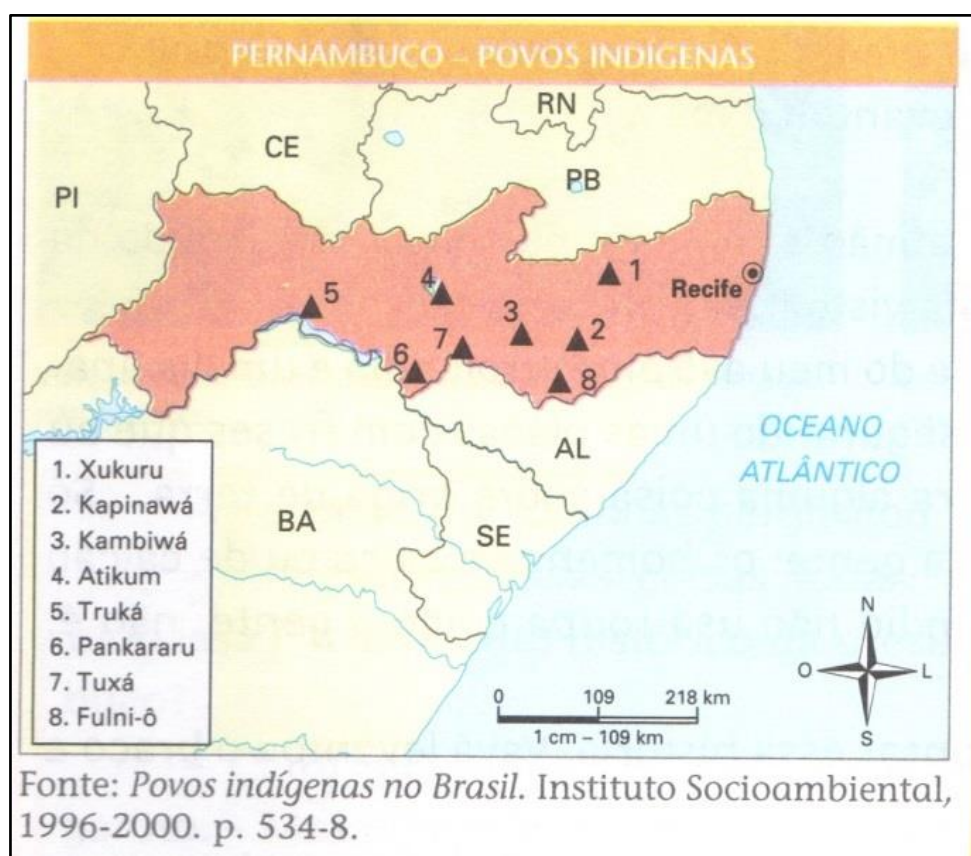 PERNAMBUCO – POVOS INDÍGENAS
RN
CE
PB
PI
1
Recife
4
5
3
2
7
6
8
OCEANO
ATLÂNTICO
AL
BA
SE
1. Xukuru
2. Kapinawá
3. Kambiwá
4. Atikum
5. Truká
6. Pankararu
7. Tuxá
8. Fulni-ô
N
O
L
S
0 109 218 km
1 cm – 109 km
Fonte: Povos indígenas no Brasil. Instituto Socioambiental,
1996-2000. p. 534-8.